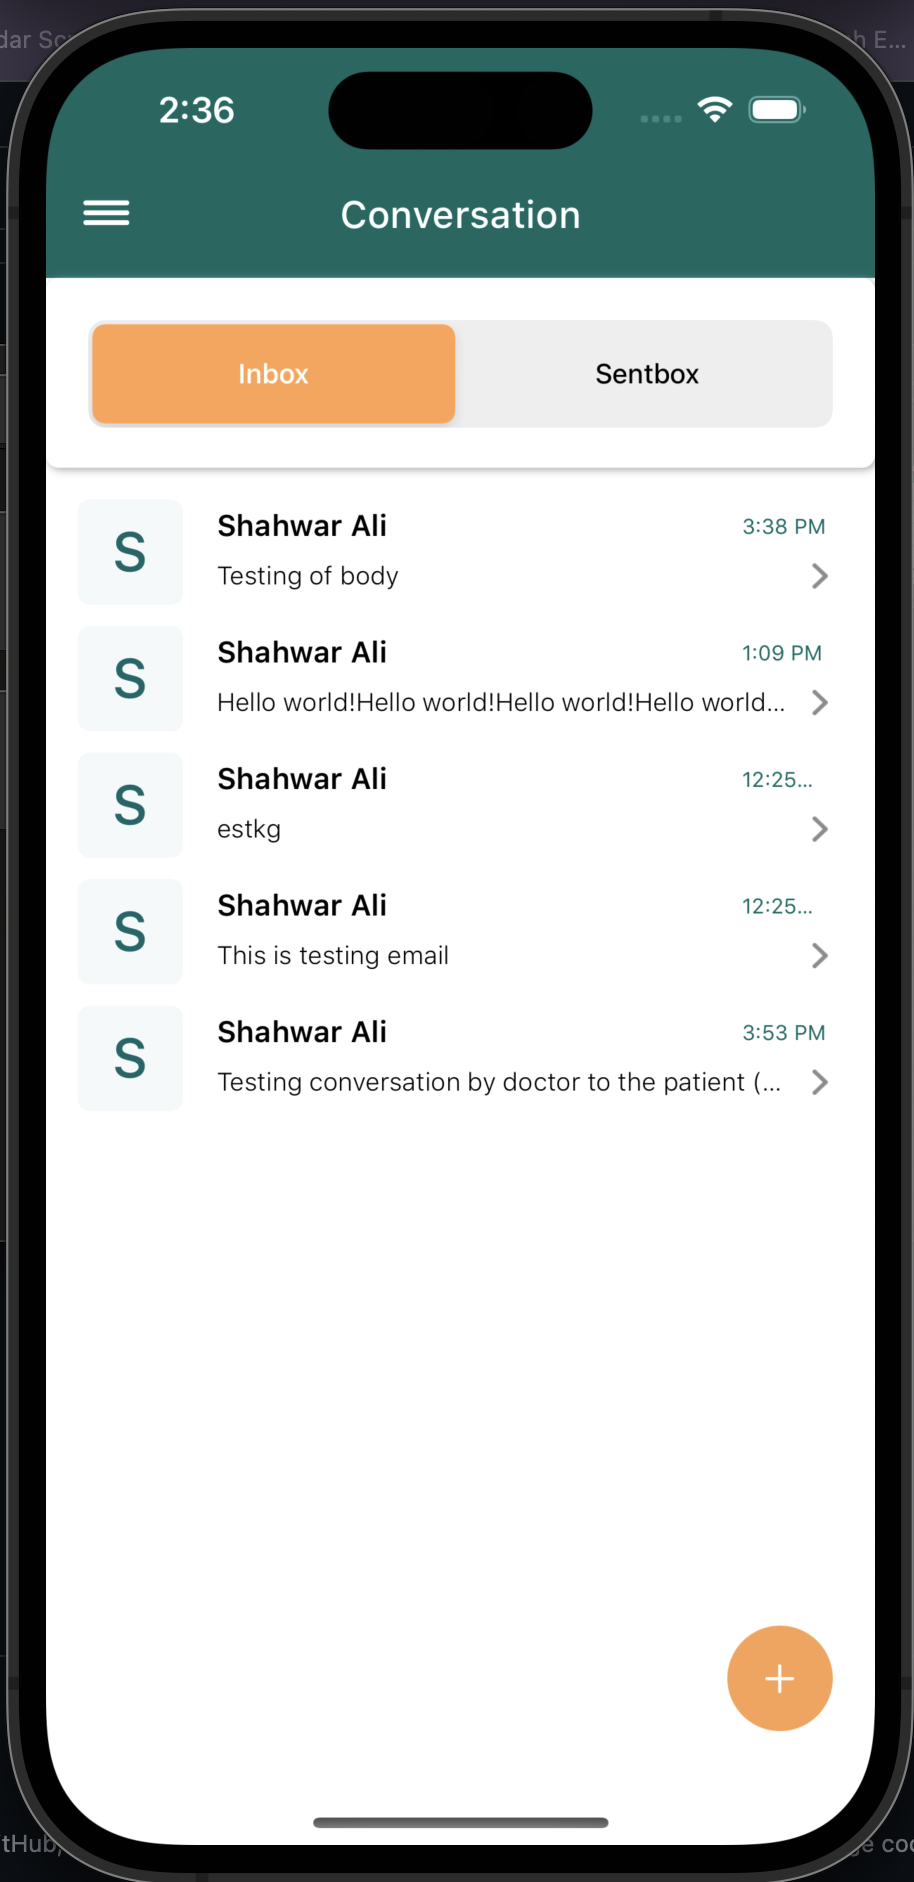 dar Sc
h E...
2:36
Conversation
Inbox
Sentbox
S
Shahwar Ali
3:38 PM
Testing of body
S
Shahwar Ali
1:09 PM
Hello world!Hello world!Hello world!Hello world...
S
Shahwar Ali
12:25...
estkg
S
Shahwar Ali
12:25...
This is testing email
S
Shahwar Ali
3:53 PM
Testing conversation by doctor to the patient (...
+
tHub,
ge coo